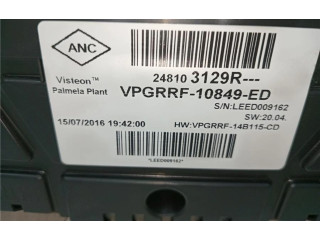 ANC
Visteon™
Palmela Plant
24810 3129R---
VPGRRF-10849-ED
S/N:LEED009162
SW:20.04.
15/07/2016 19:42:00
HW:VPGRRF-14B115-CD
*LEED009162*